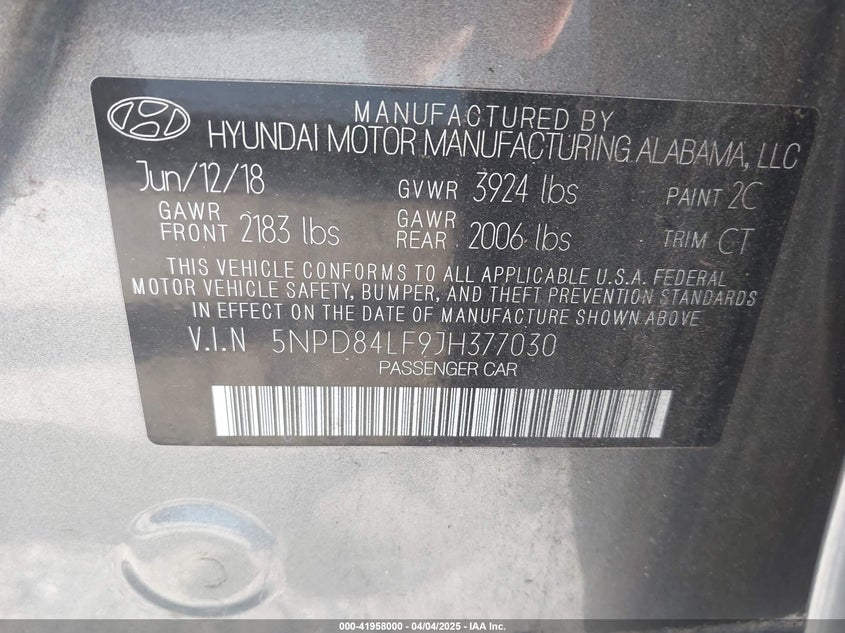 MANUFACTURED BY
HYUNDAI MOTOR MANUFACTURING ALABAMA, LLC
Jun/12/18 GVWR 3924 lbs PAINT 2C
GAWR FRONT 2183 lbs GAWR REAR 2006 lbs TRIM CT
THIS VEHICLE CONFORMS TO ALL APPLICABLE U.S.A. FEDERAL
MOTOR VEHICLE SAFETY, BUMPER, AND THEFT PREVENTION STANDARDS
IN EFFECT ON THE DATE OF MANUFACTURE SHOWN ABOVE.
V.I.N 5NPD84LF9JH377030
PASSENGER CAR
000-41958000 - 04/04/2025 - IAA Inc.